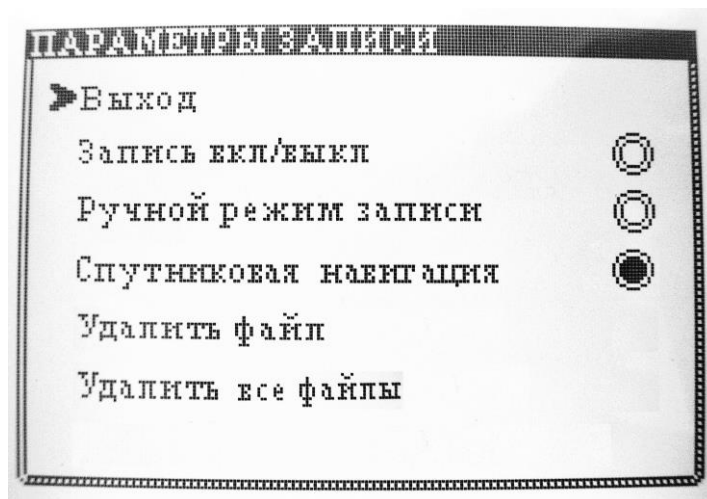 ПАРАМЕТРЫ ЗАПИСИ
Выход
Запись вкл/выкл
Ручной режим записи
Спутниковая навигация
Удалить файл
Удалить все файлы